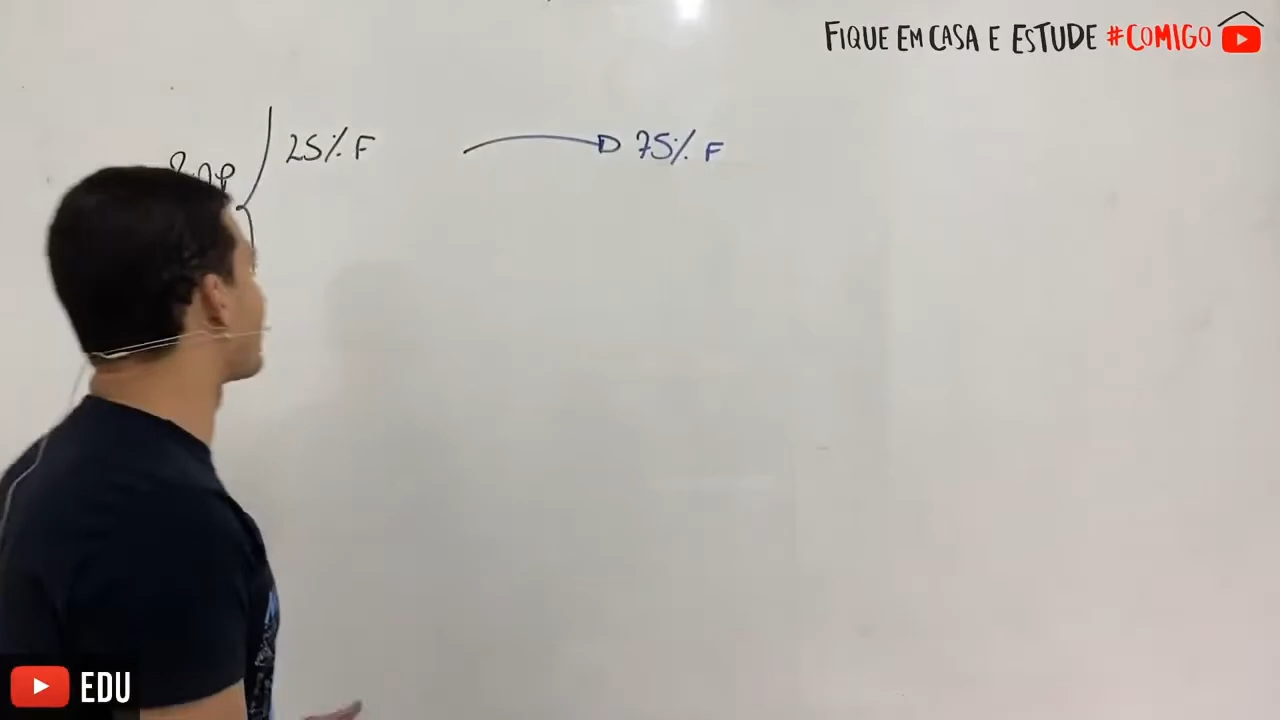 FIQUE EM CASA E ESTUDE #COMIGO
25% F
75% F
EDU